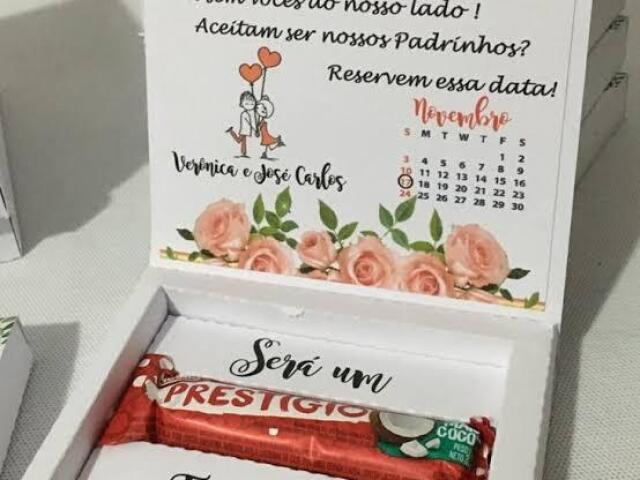 vocês ao nosso lado !
Aceitam ser nossos Padrinhos?
Reservem essa data!
Novembro
S M T W T F S
1 2
3 4 5 6 7 8 9
10 11 12 13 14 15 16
17 18 19 20 21 22 23
24 25 26 27 28 29 30
Verônica e José Carlos
Será um
PRESTÍGIO
COCO
PESO